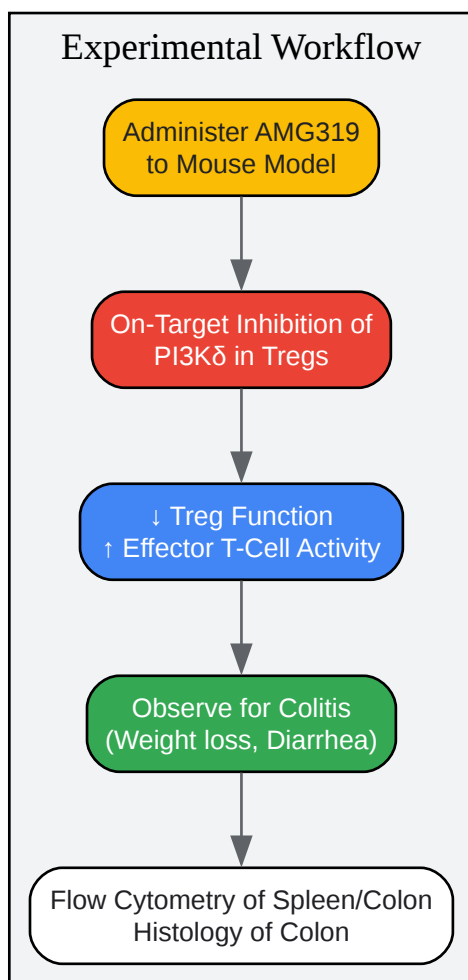 Experimental Workflow
Administer AMG319
to Mouse Model
On-Target Inhibition of
PI3Kδ in Tregs
↓ Treg Function
↑ Effector T-Cell Activity
Observe for Colitis
(Weight loss, Diarrhea)
Flow Cytometry of Spleen/Colon
Histology of Colon